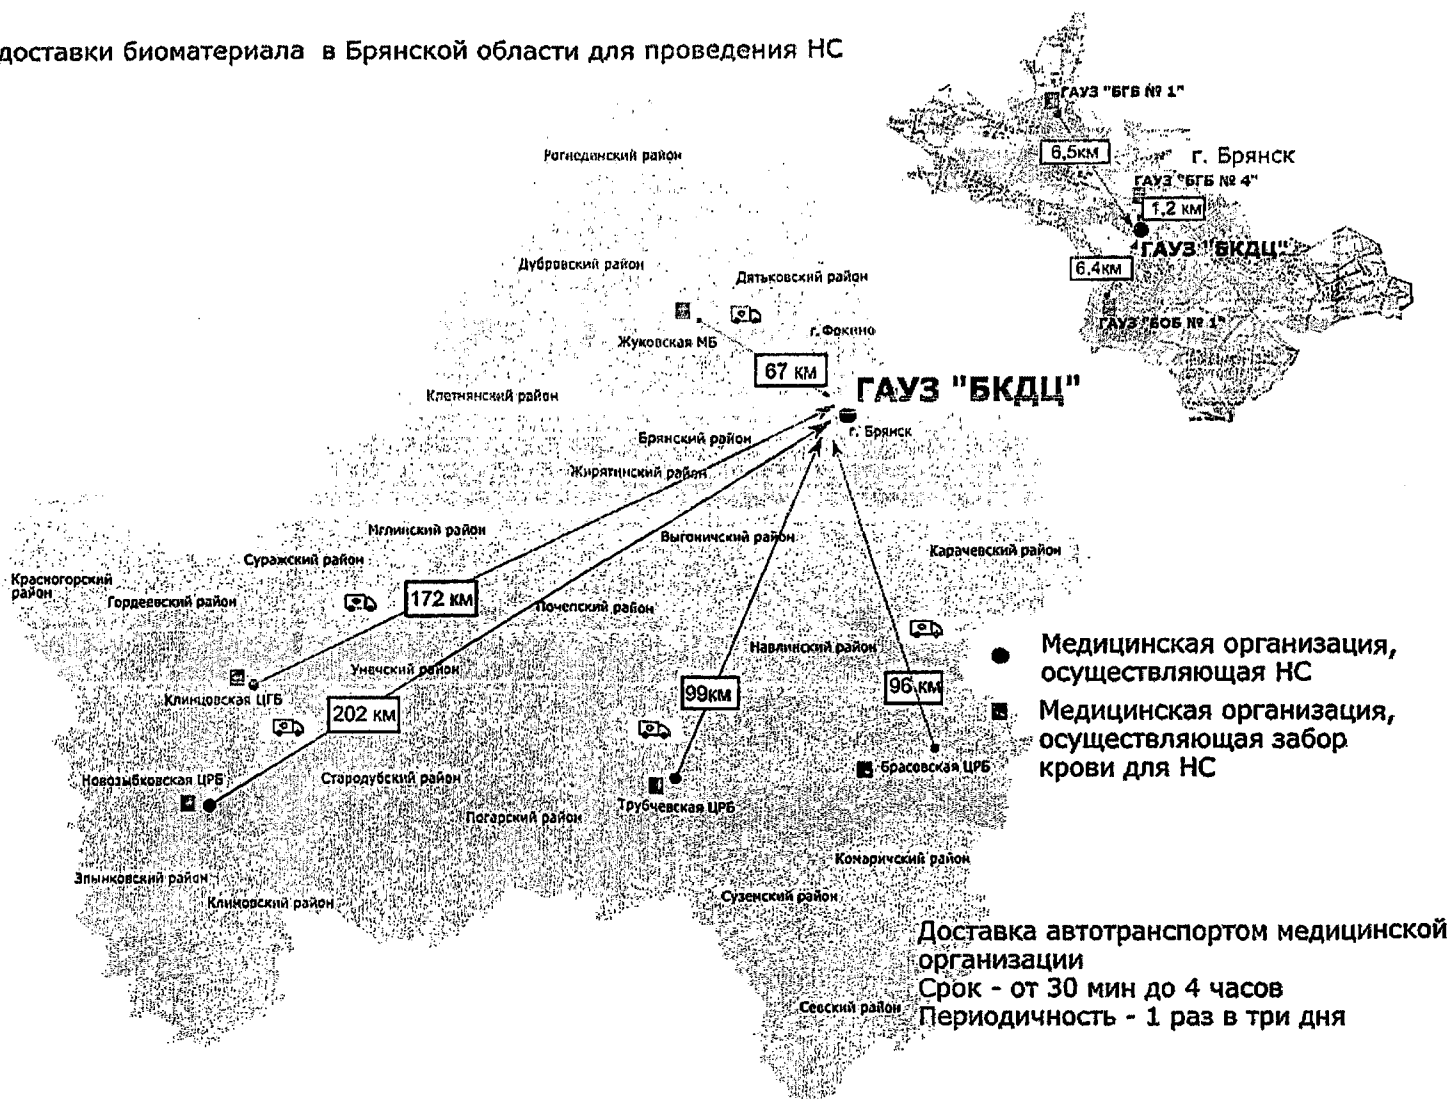 доставки биоматериала в Брянской области для проведения НС
ГАУЗ "БГБ № 1"
6,5км
г. Брянск
ГАУЗ "БГБ № 4"
1,2 км
ГАУЗ "БКДЦ"
6,4км
ГАУЗ "БОБ № 1"
Рогнединский район
Дубровский район
Дятьковский район
г. Фокино
Жуковская МБ
67 км
ГАУЗ "БКДЦ"
Клетнянский район
г. Брянск
Брянский район
Жирятинский район
Мглинский район
Выгоничский район
Суражский район
Карачевский район
Красногорский
район
Гордеевский район
172 км
Почепский район
Навлинский район
Унечский район
Клинцовская ЦГБ
202 км
99км
96 км
Новозыбковская ЦРБ
Стародубский район
Брасовская ЦРБ
Трубчевская ЦРБ
Погарский район
Комаричский район
Злынковский район
Климовский район
Суземский район
Севский район
Медицинская организация,
осуществляющая НС
Медицинская организация,
осуществляющая забор
крови для НС
Доставка автотранспортом медицинской
организации
Срок - от 30 мин до 4 часов
Периодичность - 1 раз в три дня